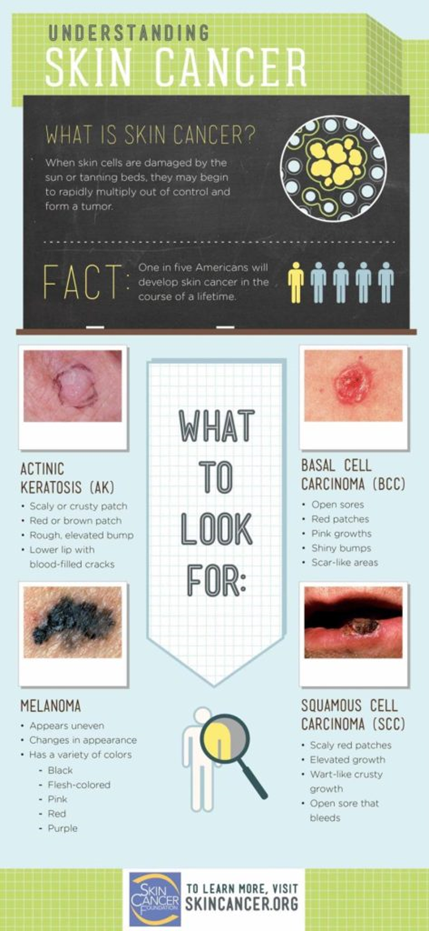 UNDERSTANDING
SKIN CANCER
WHAT IS SKIN CANCER?
When skin cells are damaged by the
sun or tanning beds, they may begin
to rapidly multiply out of control and
form a tumor.
FACT:
One in five Americans will
develop skin cancer in the
course of a lifetime.
WHAT
TO
LOOK
FOR:
ACTINIC
KERATOSIS (AK)
• Scaly or crusty patch
• Red or brown patch
• Rough, elevated bump
• Lower lip with
blood-filled cracks
BASAL CELL
CARCINOMA (BCC)
• Open sores
• Red patches
• Pink growths
• Shiny bumps
• Scar-like areas
MELANOMA
• Appears uneven
• Changes in appearance
• Has a variety of colors
- Black
- Flesh-colored
- Pink
- Red
- Purple
SQUAMOUS CELL
CARCINOMA (SCC)
• Scaly red patches
• Elevated growth
• Wart-like crusty
growth
• Open sore that
bleeds
SKIN
CANCER
FOUNDATION
TO LEARN MORE, VISIT
SKINCANCER.ORG